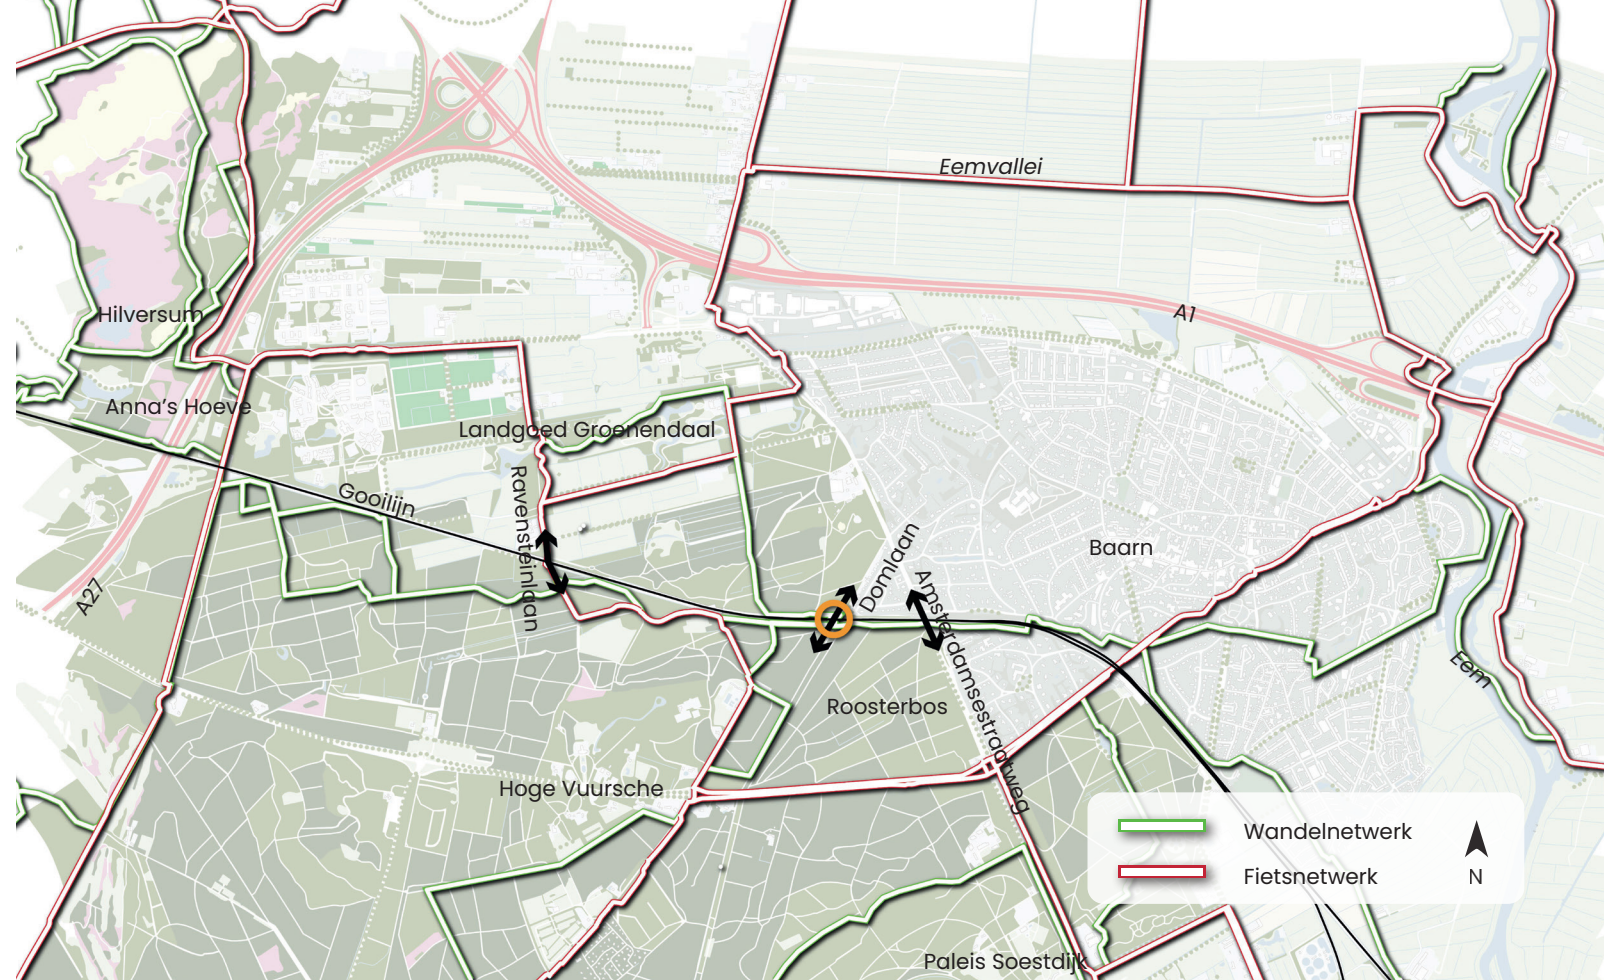 Eemvallei
Hilversum
A1
Anna's Hoeve
Landgoed Groenendaal
Gooilijn
Ravensteinlaan
Domlaan
Baarn
A27
Amsterdamsestraatweg
Eem
Roosterbos
Hoge Vuursche
Wandelnetwerk
Fietsnetwerk
N
Paleis Soestdijk